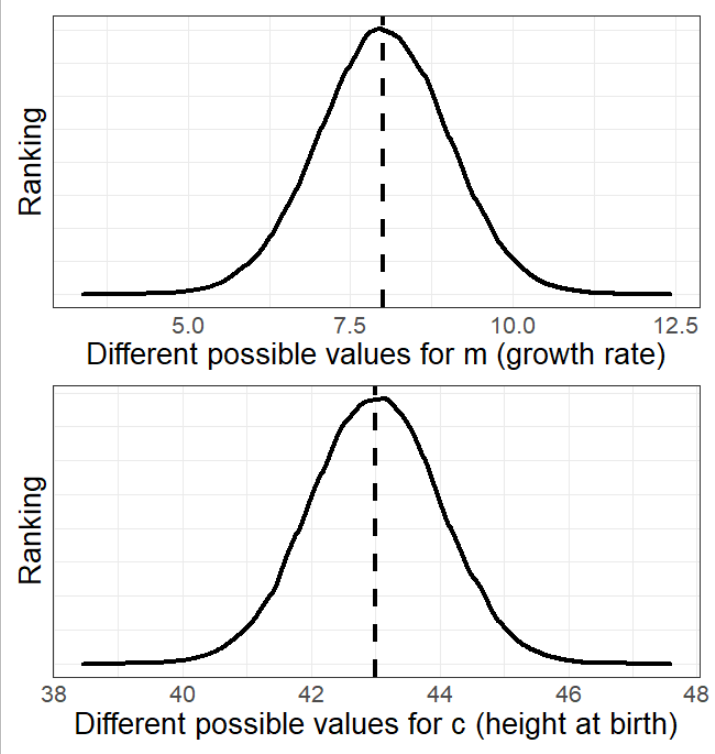 Ranking
5.0 7.5 10.0 12.5
Different possible values for m (growth rate)
Ranking
38 40 42 44 46 48
Different possible values for c (height at birth)